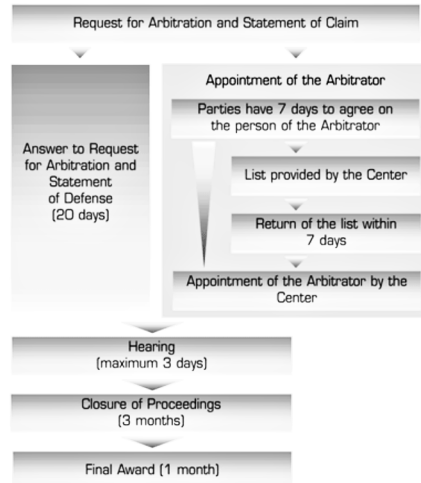 Request for Arbitration and Statement of Claim
Answer to Request
for Arbitration and
Statement
of Defense
(20 days)
Appointment of the Arbitrator
Parties have 7 days to agree on
the person of the Arbitrator
List provided by the Center
Return of the list within
7 days
Appointment of the Arbitrator by the
Center
Hearing
(maximum 3 days)
Closure of Proceedings
(3 months)
Final Award (1 month)